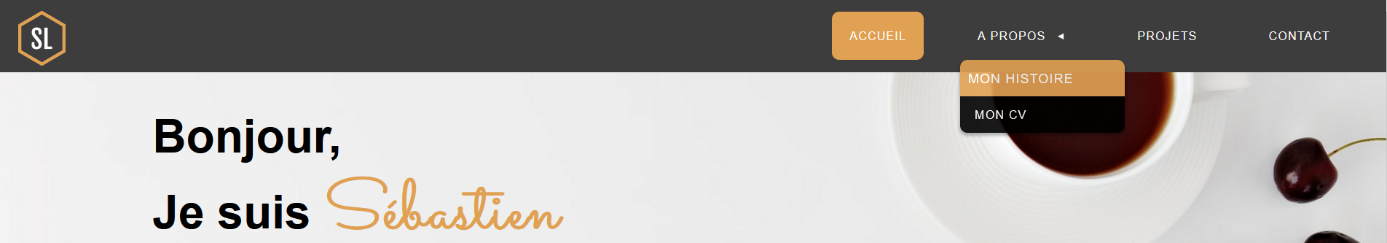 SL
ACCUEIL
A PROPOS ◄
PROJETS
CONTACT
MON HISTOIRE
MON CV
Bonjour,
Je suis Sébastien